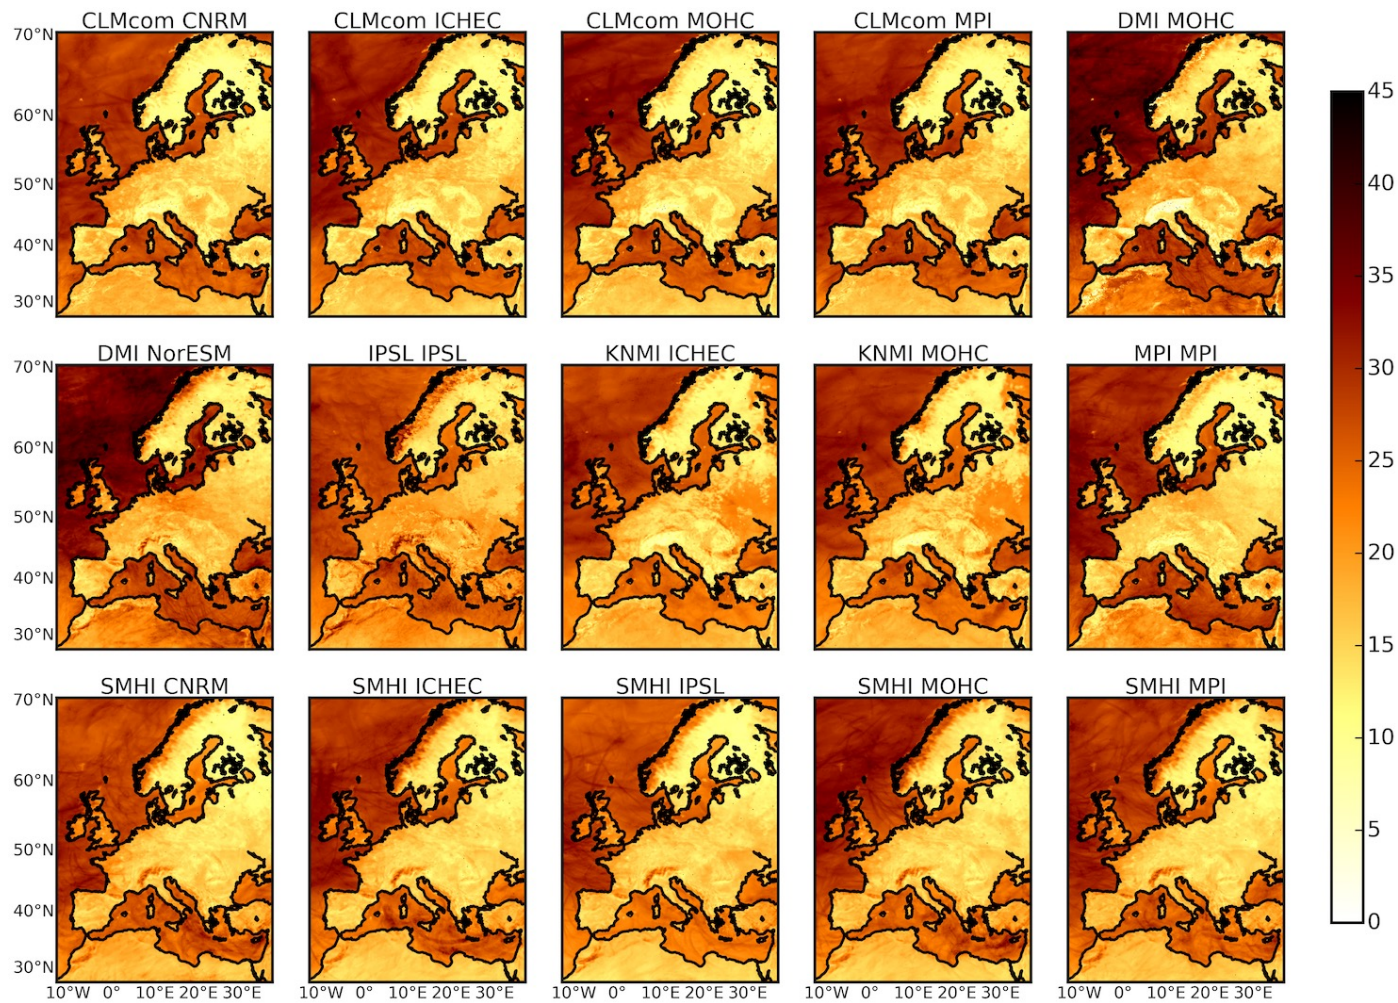 CLMcom CNRM CLMcom ICHEC CLMcom MOHC CLMcom MPI DMI MOHC
70°N
60°N
50°N
40°N
30°N
DMI NorESM IPSL IPSL KNMI ICHEC KNMI MOHC MPI MPI
70°N
60°N
50°N
40°N
30°N
SMHI CNRM SMHI ICHEC SMHI IPSL SMHI MOHC SMHI MPI
70°N
60°N
50°N
40°N
30°N
10°W 0° 10°E 20°E 30°E 10°W 0° 10°E 20°E 30°E 10°W 0° 10°E 20°E 30°E 10°W 0° 10°E 20°E 30°E 10°W 0° 10°E 20°E 30°E
45
40
35
30
25
20
15
10
5
0